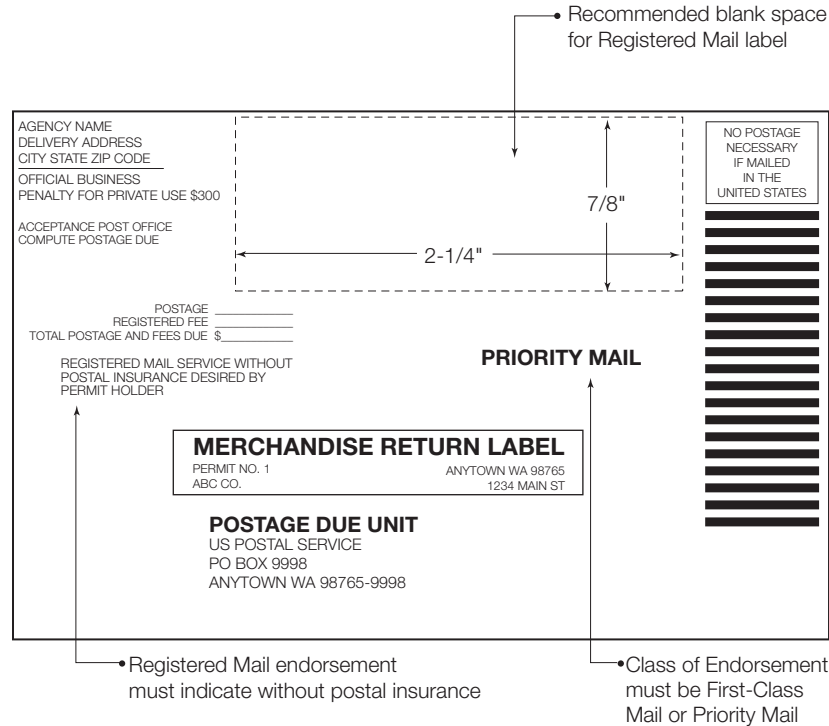 Recommended blank space
for Registered Mail label
AGENCY NAME
DELIVERY ADDRESS
CITY STATE ZIP CODE
OFFICIAL BUSINESS
PENALTY FOR PRIVATE USE $300
ACCEPTANCE POST OFFICE
COMPUTE POSTAGE DUE
7/8"
2-1/4"
NO POSTAGE
NECESSARY
IF MAILED
IN THE
UNITED STATES
POSTAGE
REGISTERED FEE
TOTAL POSTAGE AND FEES DUE $
REGISTERED MAIL SERVICE WITHOUT
POSTAL INSURANCE DESIRED BY
PERMIT HOLDER
PRIORITY MAIL
MERCHANDISE RETURN LABEL
PERMIT NO. 1 ANYTOWN WA 98765
ABC CO. 1234 MAIN ST
POSTAGE DUE UNIT
US POSTAL SERVICE
PO BOX 9998
ANYTOWN WA 98765-9998
Registered Mail endorsement
must indicate without postal insurance
Class of Endorsement
must be First-Class
Mail or Priority Mail